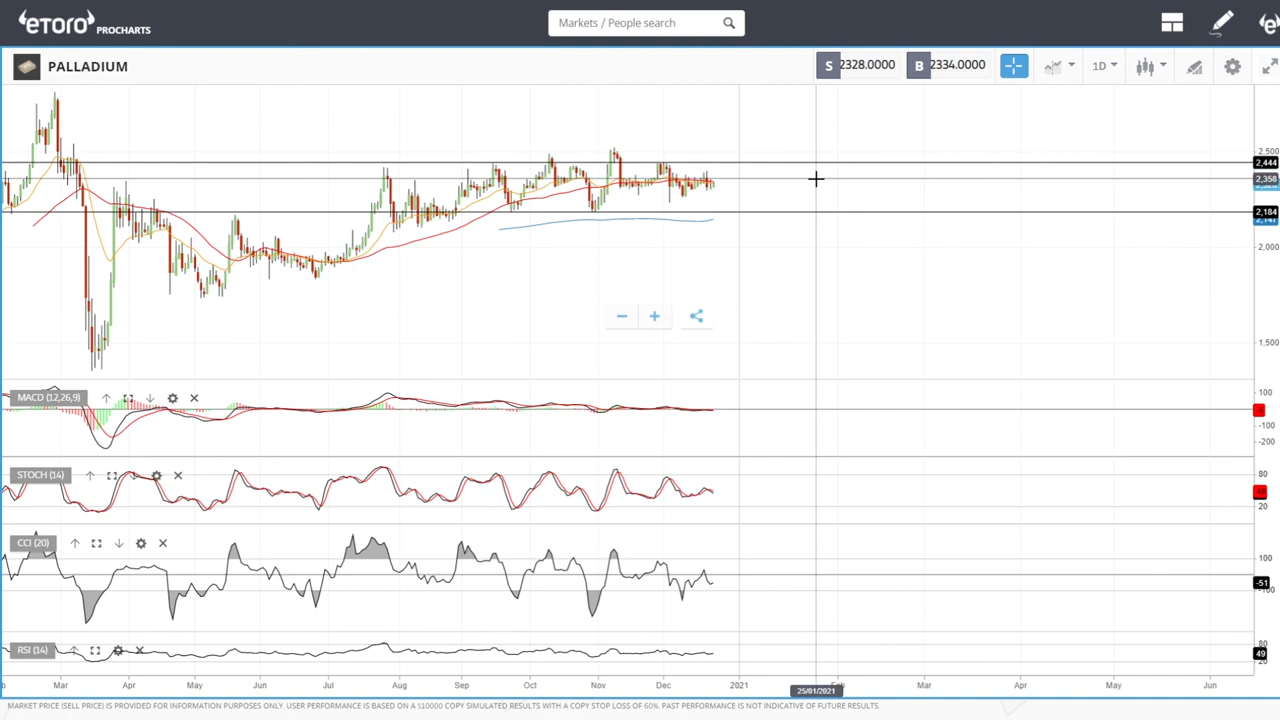 eTORO PROCHARTS
Markets / People search
PALLADIUM
S 2328.0000 B 2334.0000
1D
2,500
2,444
2,358
2,184
2,147
2,000
1,500
MACD (12,26,9)
100
-100
-200
STOCH (14)
80
20
CCI (20)
100
-51
-100
RSI (14)
80
49
20
Mar Apr May Jun Jul Aug Sep Oct Nov Dec 2021 Mar Apr May Jun
25/01/2021
MARKET PRICE (SELL PRICE) IS PROVIDED FOR INFORMATION PURPOSES ONLY. USER PERFORMANCE IS BASED ON A $10000 COPY SIMULATED RESULTS WITH A COPY STOP LOSS OF 60%. PAST PERFORMANCE IS NOT INDICATIVE OF FUTURE RESULTS.